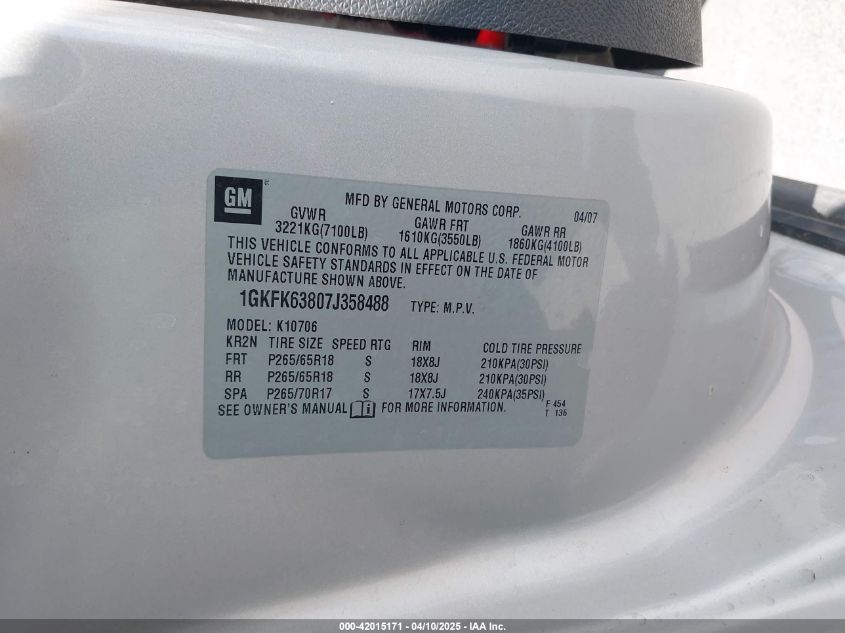 GM
MFD BY GENERAL MOTORS CORP. 04/07
GVWR GAWR FRT GAWR RR
3221KG(7100LB) 1610KG(3550LB) 1860KG(4100LB)
THIS VEHICLE CONFORMS TO ALL APPLICABLE U.S. FEDERAL MOTOR
VEHICLE SAFETY STANDARDS IN EFFECT ON THE DATE OF
MANUFACTURE SHOWN ABOVE.
1GKFK63807J358488 TYPE: M.P.V.
MODEL: K10706
KR2N TIRE SIZE SPEED RTG RIM COLD TIRE PRESSURE
FRT P265/65R18 S 18X8J 210KPA(30PSI)
RR P265/65R18 S 18X8J 210KPA(30PSI)
SPA P265/70R17 S 17X7.5J 240KPA(35PSI)
SEE OWNER'S MANUAL i FOR MORE INFORMATION.
F 454
T 136
000-42015171 - 04/10/2025 - IAA Inc.